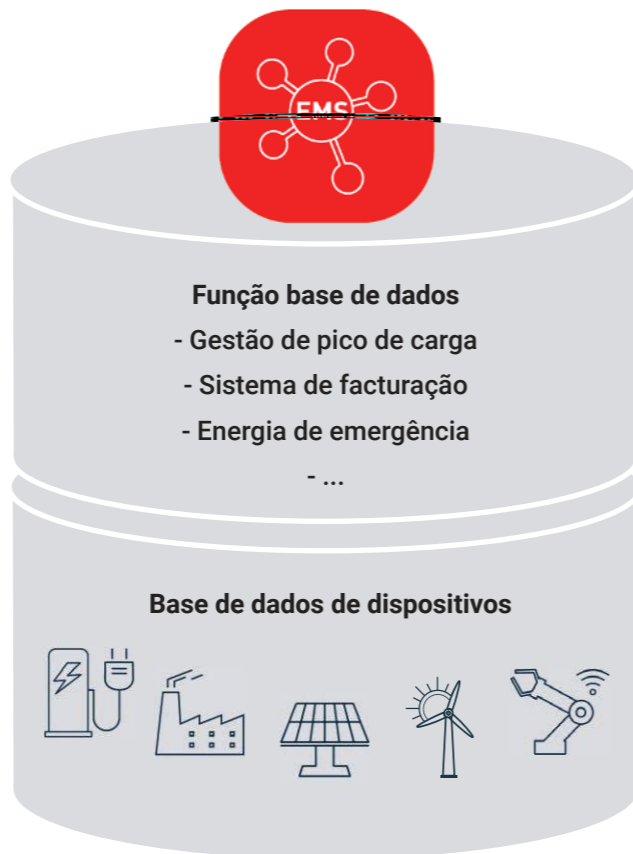 EMS
Função base de dados
- Gestão de pico de carga
- Sistema de facturação
- Energia de emergência
- ...
Base de dados de dispositivos